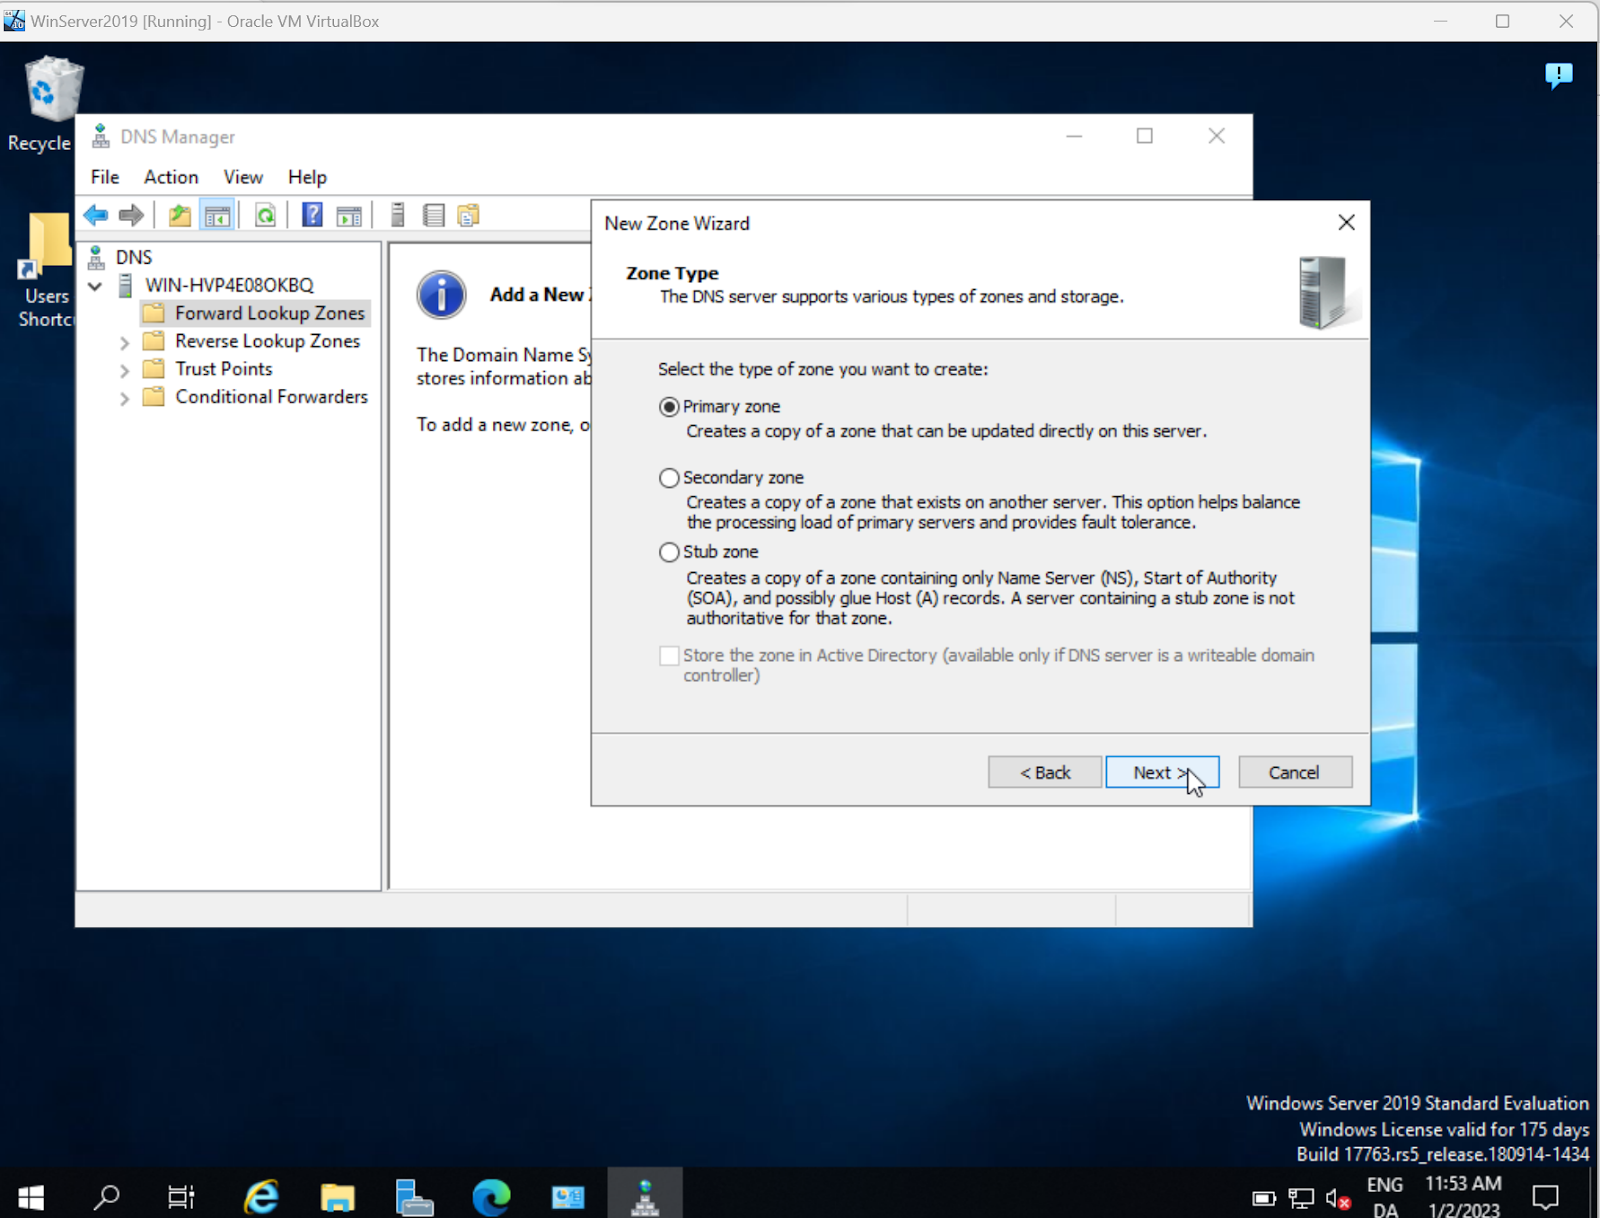 WinServer2019 [Running] - Oracle VM VirtualBox
Recycle
Users
Shortc
DNS Manager
File Action View Help
DNS
WIN-HVP4E08OKBQ
Forward Lookup Zones
Reverse Lookup Zones
Trust Points
Conditional Forwarders
Add a New
The Domain Name Sy
stores information ab
To add a new zone, o
New Zone Wizard
Zone Type
The DNS server supports various types of zones and storage.
Select the type of zone you want to create:
Primary zone
Creates a copy of a zone that can be updated directly on this server.
Secondary zone
Creates a copy of a zone that exists on another server. This option helps balance
the processing load of primary servers and provides fault tolerance.
Stub zone
Creates a copy of a zone containing only Name Server (NS), Start of Authority
(SOA), and possibly glue Host (A) records. A server containing a stub zone is not
authoritative for that zone.
Store the zone in Active Directory (available only if DNS server is a writeable domain
controller)
< Back Next > Cancel
Windows Server 2019 Standard Evaluation
Windows License valid for 175 days
Build 17763.rs5_release.180914-1434
ENG
DA
11:53 AM
1/2/2023